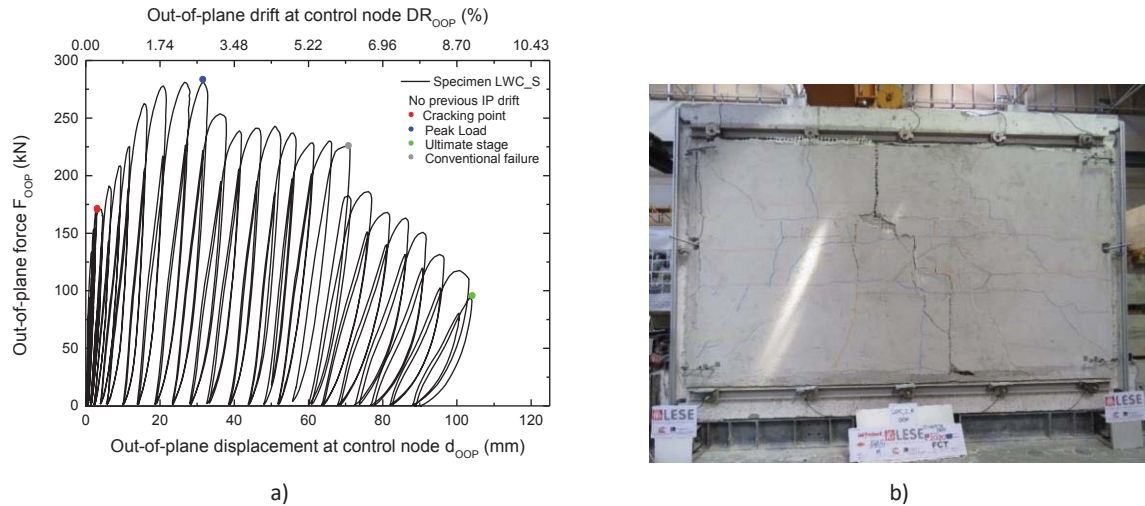 Out-of-plane drift at control node DR_OOP (%)
0.00 1.74 3.48 5.22 6.96 8.70 10.43
300
250
200
150
100
50
0
Out-of-plane force F_OOP (kN)
Specimen LWC_S
No previous IP drift
Cracking point
Peak Load
Ultimate stage
Conventional failure
0 20 40 60 80 100 120
Out-of-plane displacement at control node d_OOP (mm)
a)
LESE
LESE
FCT
LESE
b)